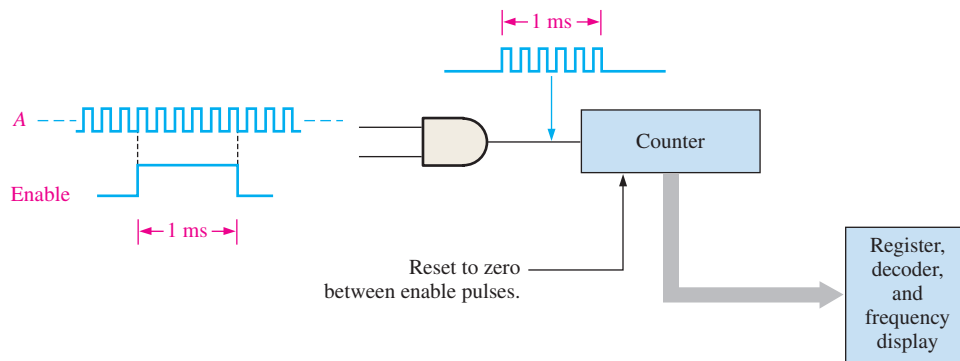 1 ms
A
Counter
Enable
1 ms
Reset to zero
between enable pulses.
Register,
decoder,
and
frequency
display